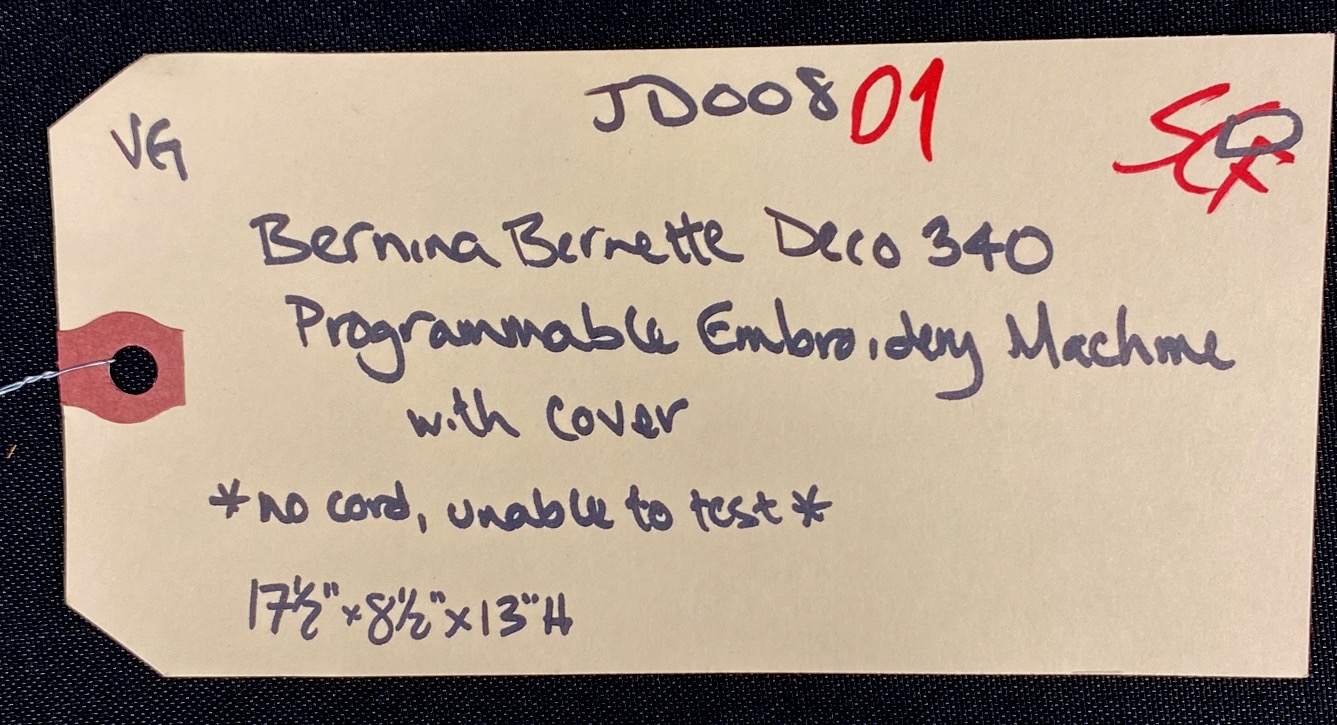 JD008 01
VG
Bernina Bernette Deco 340
Programmable Embroidery Machine
with cover
*no cord, unable to test*
17½" x 8½" x 13" H